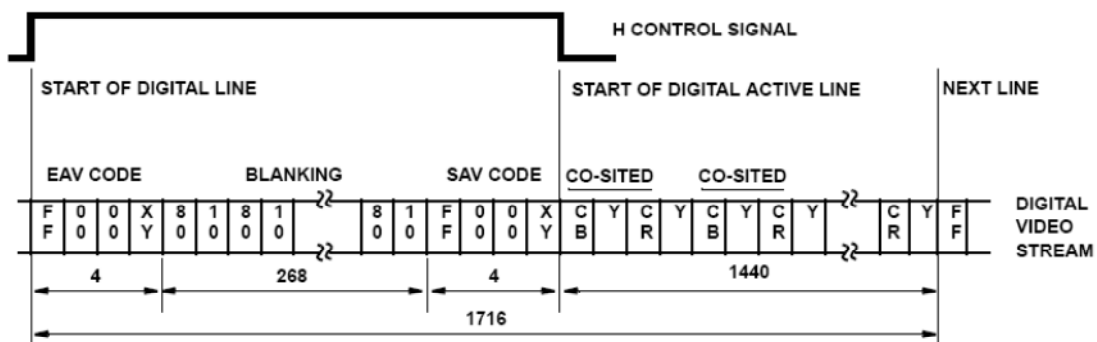 H CONTROL SIGNAL
START OF DIGITAL LINE
START OF DIGITAL ACTIVE LINE
NEXT LINE
EAV CODE
BLANKING
SAV CODE
CO-SITED
CO-SITED
F 0 0 X 8 1 8 1 8 1 F 0 0 X C Y C Y C Y C Y C Y F
F 0 0 Y 0 0 0 0 0 0 F 0 0 Y B R B R R F
DIGITAL
VIDEO
STREAM
4
268
4
1440
1716